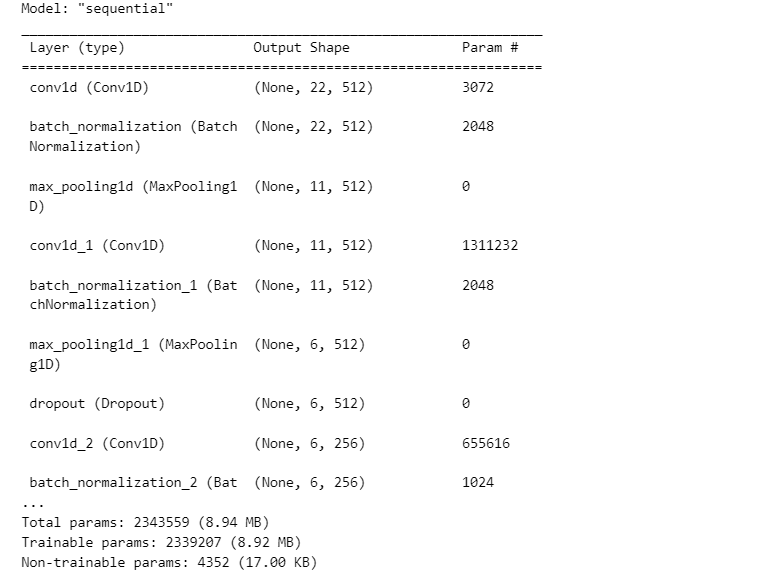 Model: "sequential"
_________________________________________________________________
Layer (type) Output Shape Param #
=================================================================
conv1d (Conv1D) (None, 22, 512) 3072
batch_normalization (Batch (None, 22, 512) 2048
Normalization)
max_pooling1d (MaxPooling1 (None, 11, 512) 0
D)
conv1d_1 (Conv1D) (None, 11, 512) 1311232
batch_normalization_1 (Bat (None, 11, 512) 2048
chNormalization)
max_pooling1d_1 (MaxPoolin (None, 6, 512) 0
g1D)
dropout (Dropout) (None, 6, 512) 0
conv1d_2 (Conv1D) (None, 6, 256) 655616
batch_normalization_2 (Bat (None, 6, 256) 1024
...
Total params: 2343559 (8.94 MB)
Trainable params: 2339207 (8.92 MB)
Non-trainable params: 4352 (17.00 KB)